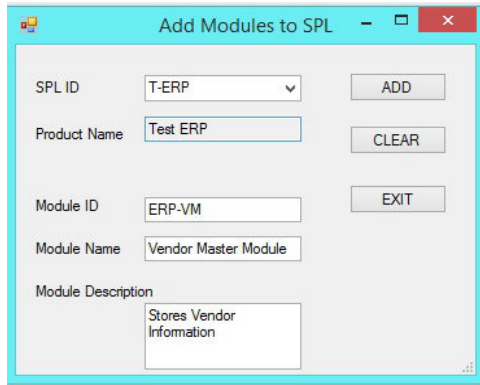 Add Modules to SPL
SPL ID T-ERP ADD
Product Name Test ERP
CLEAR
Module ID ERP-VM EXIT
Module Name Vendor Master Module
Module Description
Stores Vendor
Information